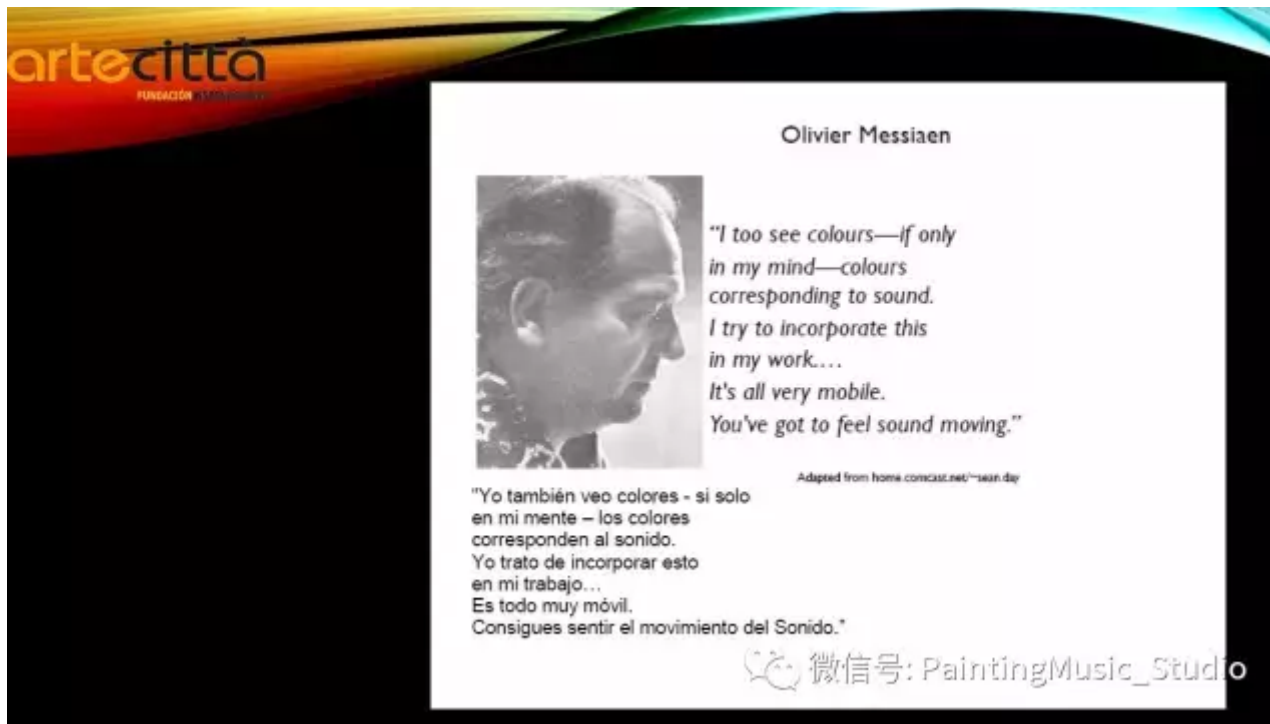 artecittà
FUNDACIÓN
Olivier Messiaen
“I too see colours—if only
in my mind—colours
corresponding to sound.
I try to incorporate this
in my work.…
It's all very mobile.
You've got to feel sound moving.”
Adapted from home.comcast.net/~sean.day
"Yo también veo colores - si solo
en mi mente – los colores
corresponden al sonido.
Yo trato de incorporar esto
en mi trabajo…
Es todo muy móvil.
Consigues sentir el movimiento del Sonido.”
微信号: PaintingMusic_Studio